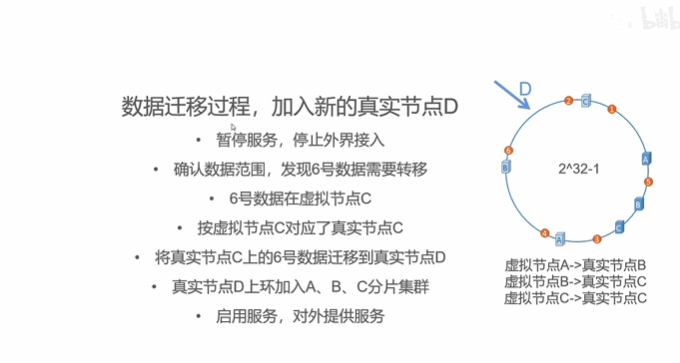 数据迁移过程，加入新的真实节点D
• 暂停服务，停止外界接入
• 确认数据范围，发现6号数据需要转移
• 6号数据在虚拟节点C
• 按虚拟节点C对应了真实节点C
• 将真实节点C上的6号数据迁移到真实节点D
• 真实节点D上环加入A、B、C分片集群
• 启用服务，对外提供服务
D
2
C
1
6
B
A
5
2^32-1
B
C
4
A
3
虚拟节点A->真实节点B
虚拟节点B->真实节点C
虚拟节点C->真实节点C